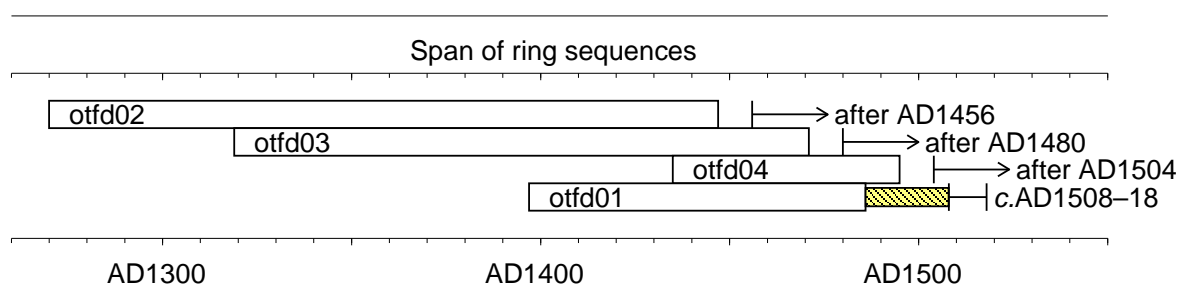 Span of ring sequences
otfd02 after AD1456
otfd03 after AD1480
otfd04 after AD1504
otfd01 c.AD1508–18
AD1300 AD1400 AD1500